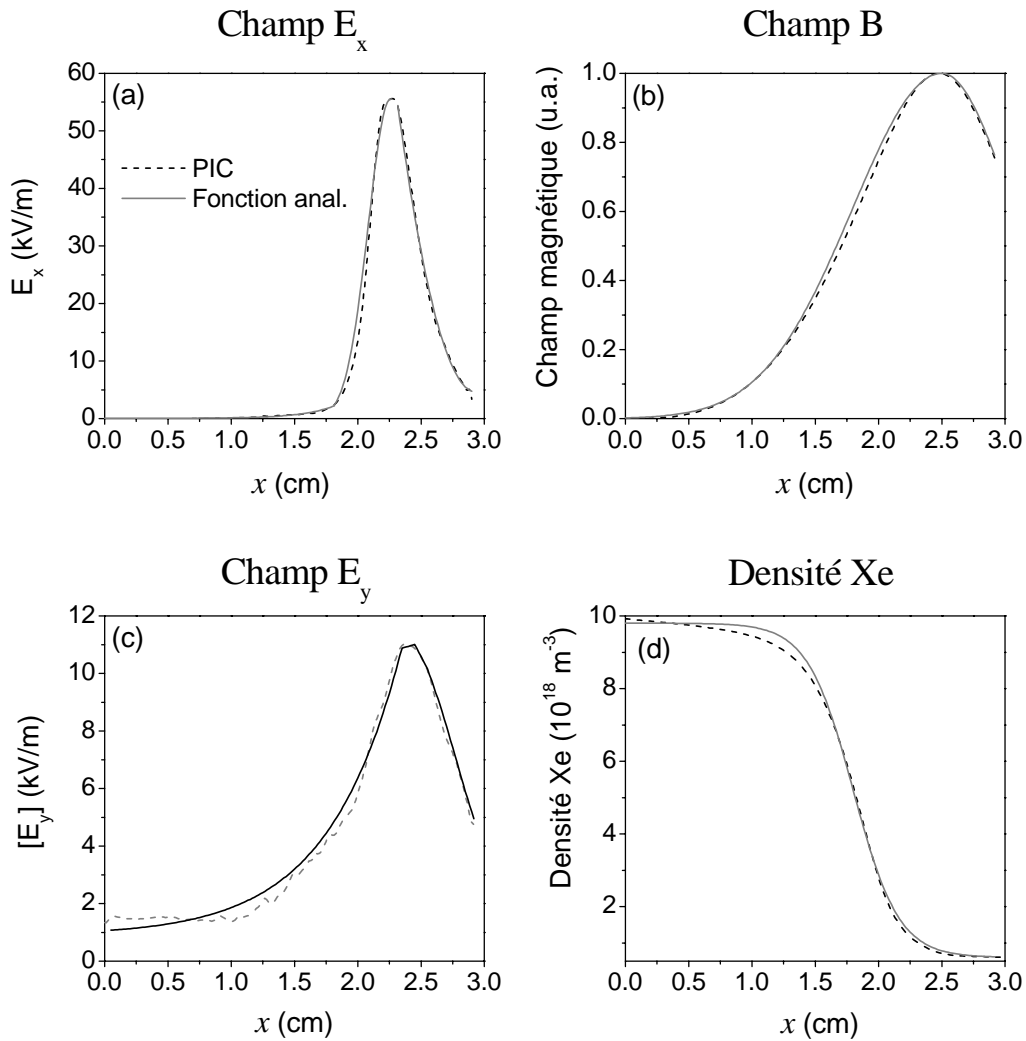 Champ Ex
60
50
40
30
20
10
0
(a)
PIC
Fonction anal.
Ex (kV/m)
0.0 0.5 1.0 1.5 2.0 2.5 3.0
x (cm)
Champ B
1.0
0.8
0.6
0.4
0.2
0.0
(b)
Champ magnétique (u.a.)
0.0 0.5 1.0 1.5 2.0 2.5 3.0
x (cm)
Champ Ey
12
10
8
6
4
2
0
(c)
[Ey] (kV/m)
0.0 0.5 1.0 1.5 2.0 2.5 3.0
x (cm)
Densité Xe
10
8
6
4
2
(d)
Densité Xe (10^18 m^-3)
0.0 0.5 1.0 1.5 2.0 2.5 3.0
x (cm)